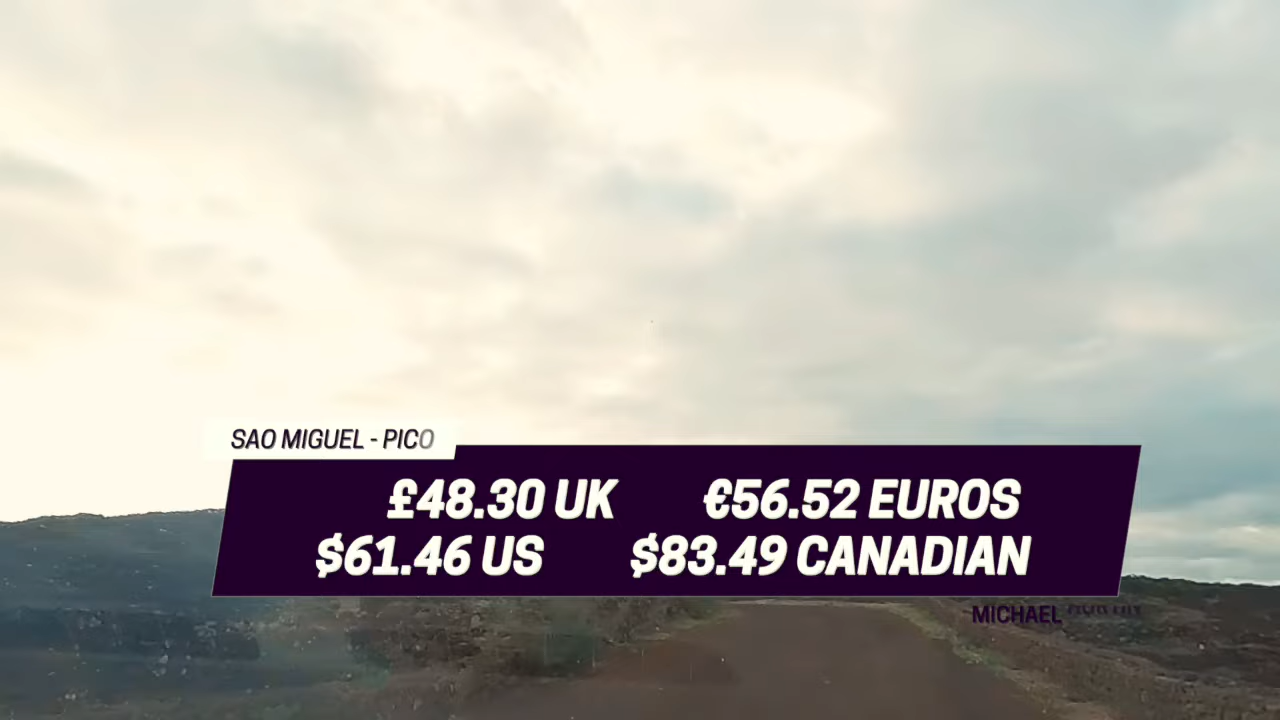 SAO MIGUEL - PICO
£48.30 UK €56.52 EUROS
$61.46 US $83.49 CANADIAN
MICHAEL